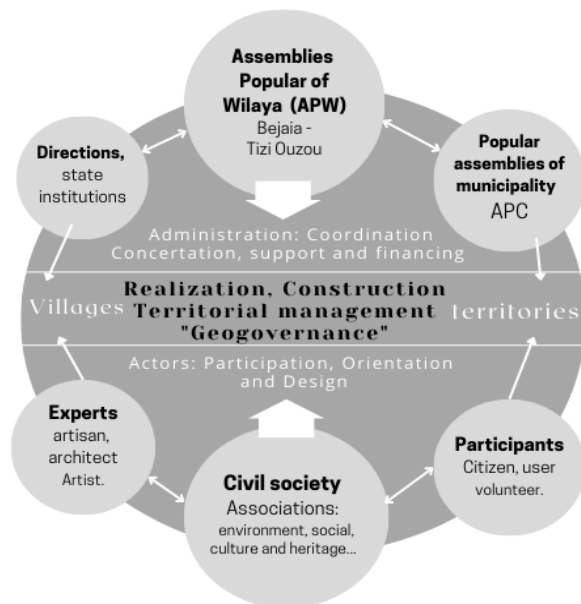 Assemblies
Popular of
Wilaya (APW)
Bejaia -
Tizi Ouzou
Directions,
state
institutions
Popular
assemblies of
municipality
APC
Administration: Coordination
Concertation, support and financing
Villages
Realization, Construction
Territorial management
"Geogovernance"
territories
Actors: Participation, Orientation
and Design
Experts
artisan,
architect
Artist.
Civil society
Associations:
environment, social,
culture and heritage...
Participants
Citizen, user
volunteer.